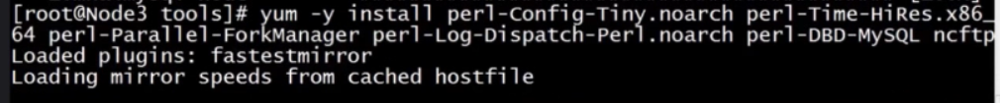 [root@Node3 tools]# yum -y install perl-Config-Tiny.noarch perl-Time-HiRes.x86_
64 perl-Parallel-ForkManager perl-Log-Dispatch-Perl.noarch perl-DBD-MySQL ncftp
Loaded plugins: fastestmirror
Loading mirror speeds from cached hostfile